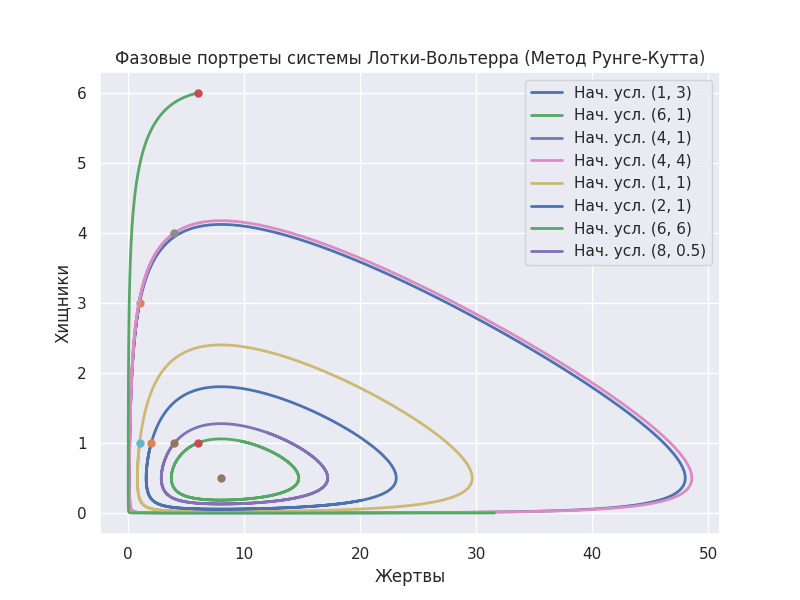 Фазовые портреты системы Лотки-Вольтерра (Метод Рунге-Кутта)
Нач. усл. (1, 3)
Нач. усл. (6, 1)
Нач. усл. (4, 1)
Нач. усл. (4, 4)
Нач. усл. (1, 1)
Нач. усл. (2, 1)
Нач. усл. (6, 6)
Нач. усл. (8, 0.5)
Хищники
6
5
4
3
2
1
0
0 10 20 30 40 50
Жертвы